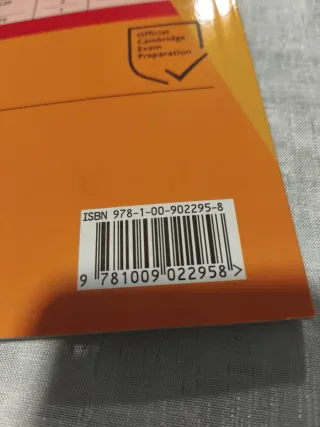 Official
Cambridge
Exam
Preparation
ISBN 978-1-00-902295-8
9 781009 022958 >